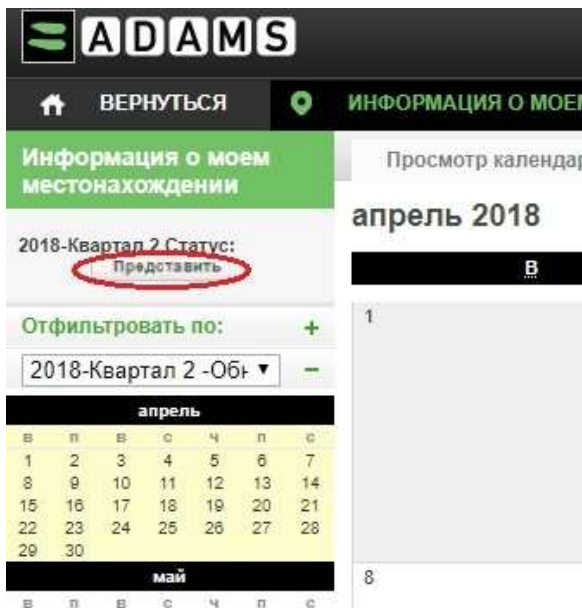 ADAMS
ВЕРНУТЬСЯ
ИНФОРМАЦИЯ О МОЕМ
Информация о моем
местонахождении
Просмотр календар
апрель 2018
2018-Квартал 2 Статус:
Представить
В
Отфильтровать по: +
1
2018-Квартал 2 -Обн ▼ −
апрель
В П В С Ч П С
1 2 3 4 5 6 7
8 9 10 11 12 13 14
15 16 17 18 19 20 21
22 23 24 25 26 27 28
29 30
май
8
В П В С Ч П С